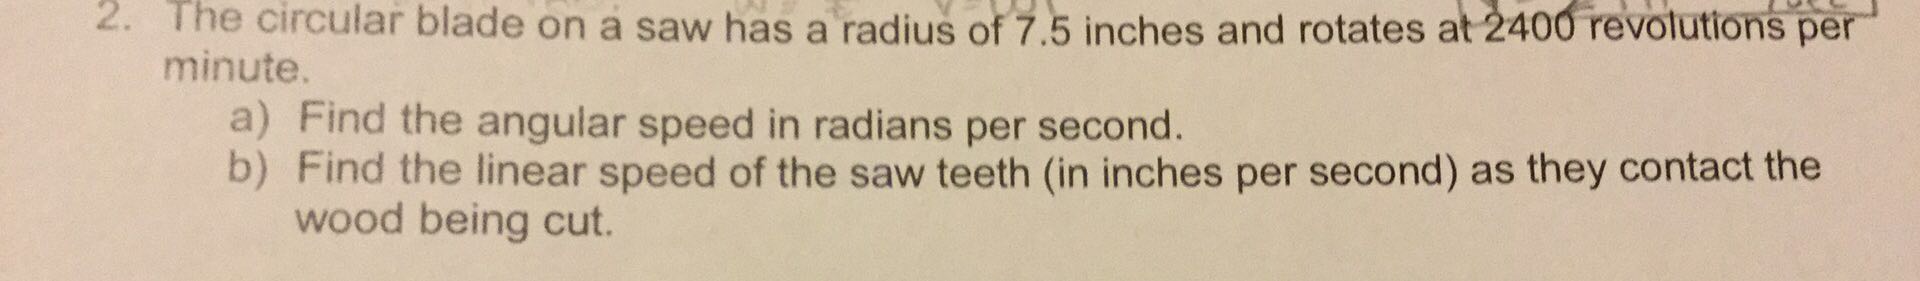 2. The circular blade on a saw has a radius of 7.5 inches and rotates at 2400 revolutions per
minute.
a) Find the angular speed in radians per second.
b) Find the linear speed of the saw teeth (in inches per second) as they contact the
wood being cut.